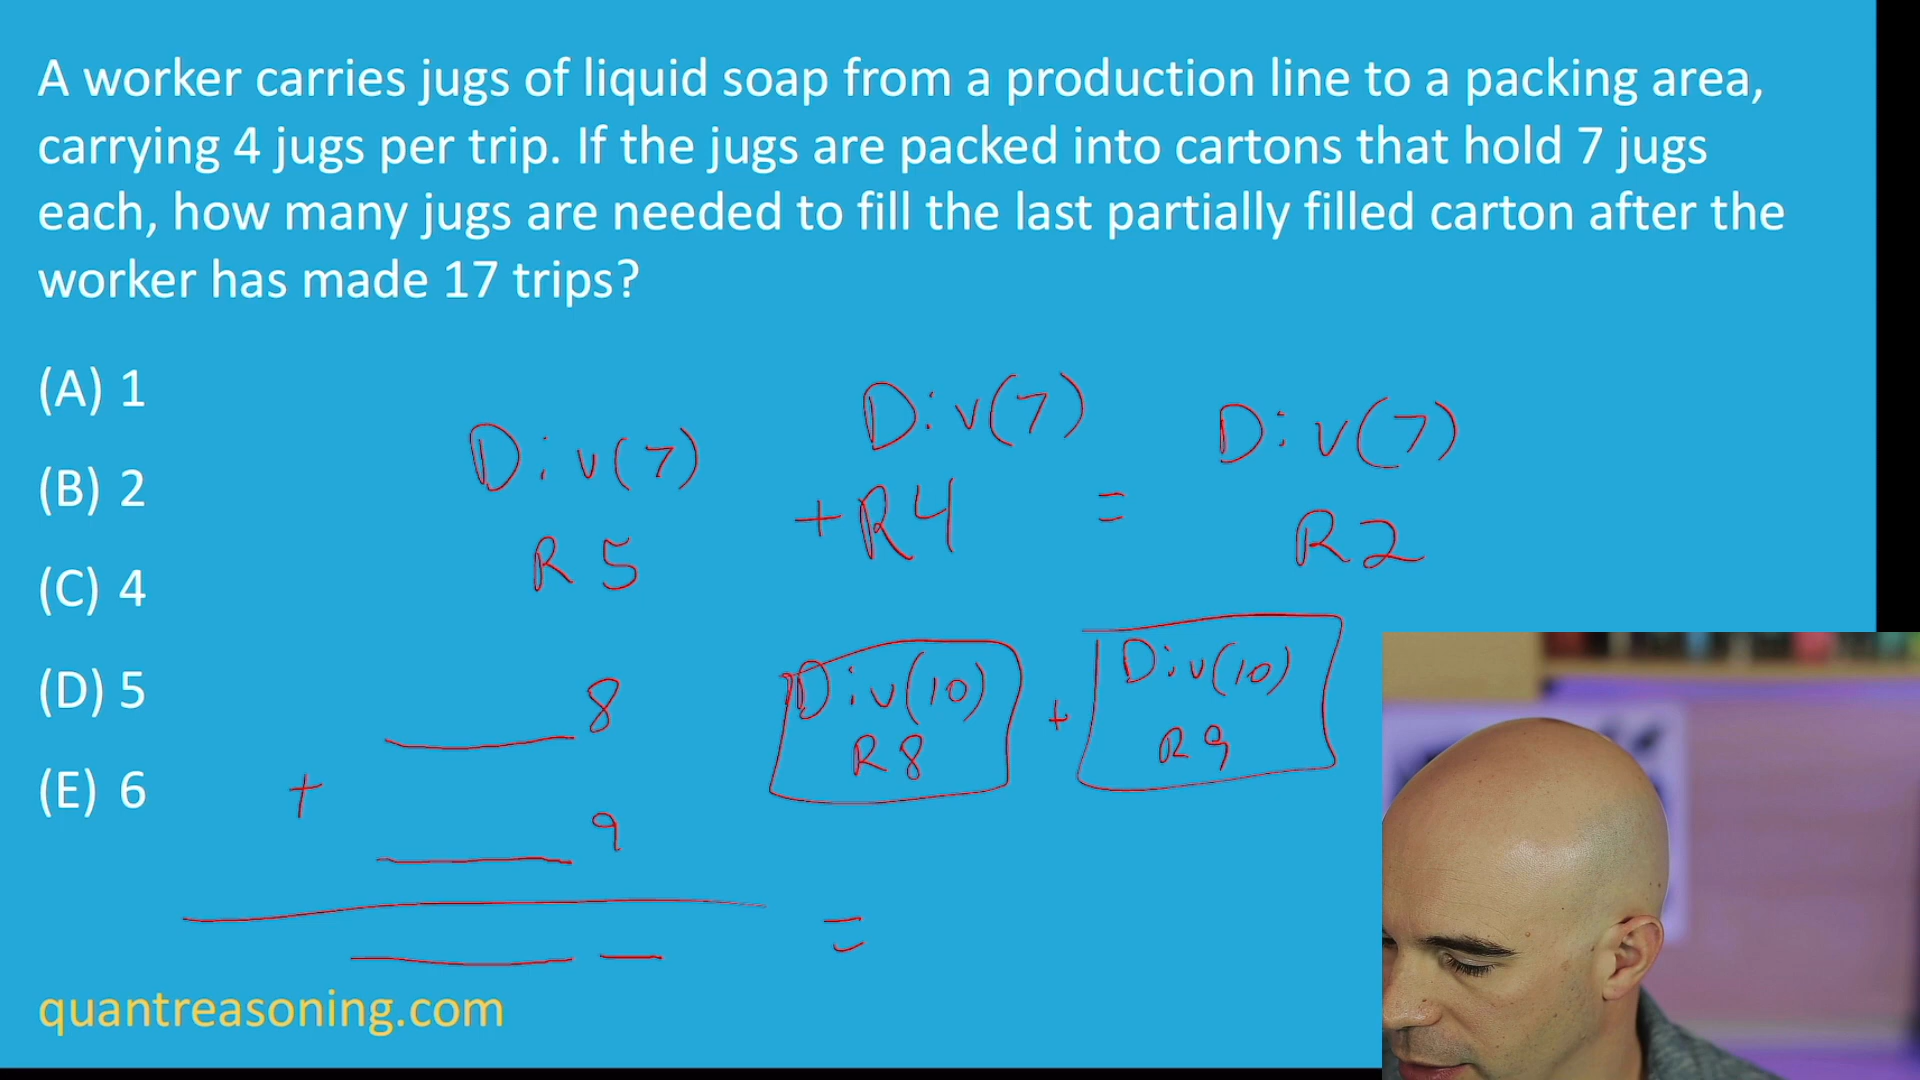 A worker carries jugs of liquid soap from a production line to a packing area,
carrying 4 jugs per trip. If the jugs are packed into cartons that hold 7 jugs
each, how many jugs are needed to fill the last partially filled carton after the
worker has made 17 trips?
(A) 1
(B) 2
(C) 4
(D) 5
(E) 6
Div(7) Div(7) Div(7)
R 5 +R4 = R2
8
+ 9
=
Div(10) + Div(10)
R8 R9
quantreasoning.com